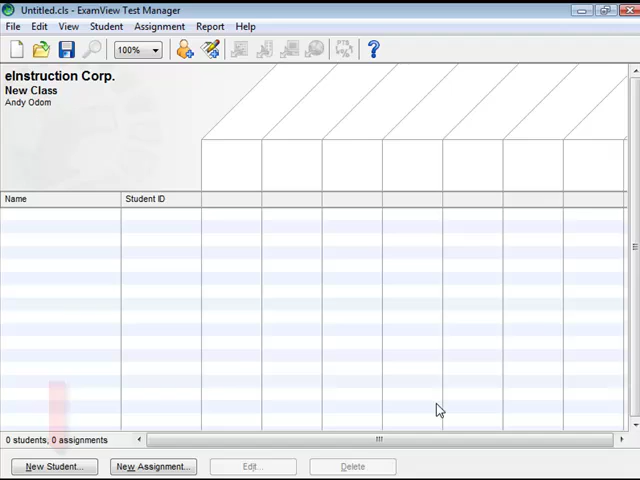 Untitled.cls - ExamView Test Manager
File Edit View Student Assignment Report Help
100%
eInstruction Corp.
New Class
Andy Odom
Name Student ID
0 students, 0 assignments
New Student... New Assignment... Edit... Delete